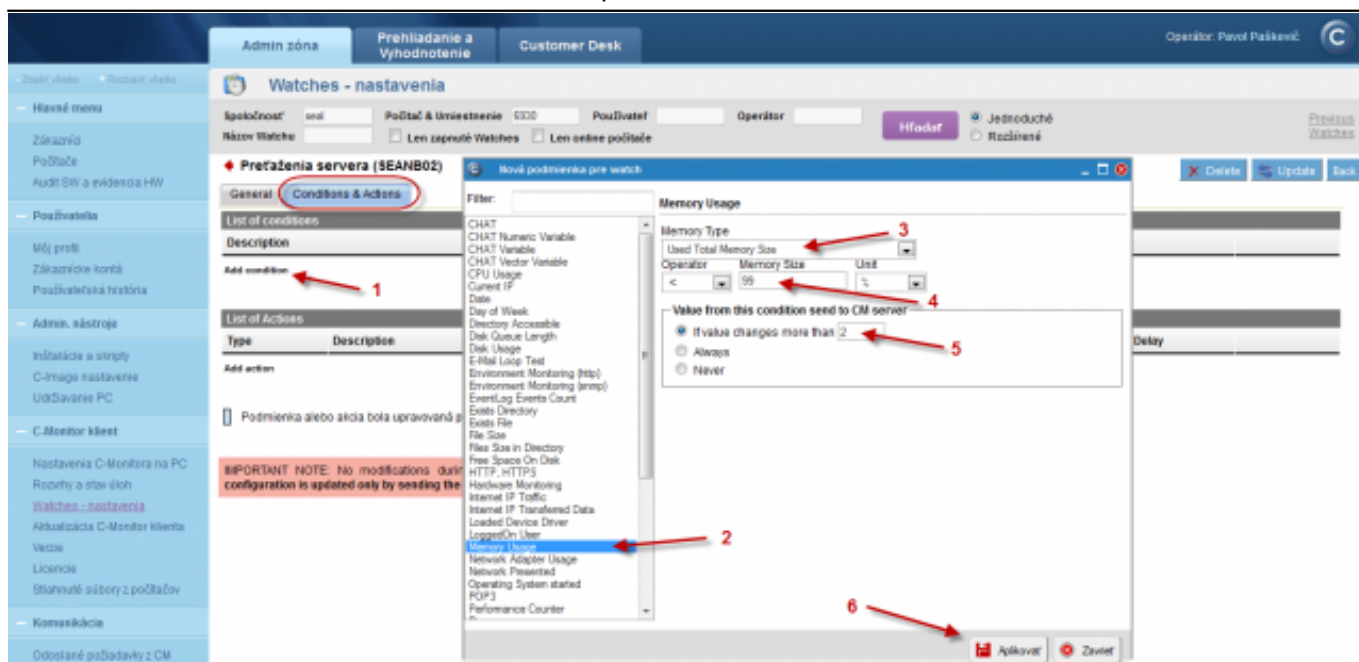 Admin zóna
Prehliadanie a
Vyhodnotenie
Customer Desk
Operátor: Pavol Paškevič
Zbaliť všetko
Rozbaliť všetko
Hlavné menu
Zákazníci
Počítače
Audit SW a evidencia HW
Používatelia
Môj profil
Zákaznícke kontá
Používateľská história
Admin. nástroje
Inštalácie a skripty
C-Image nastavenie
Udržiavanie PC
C-Monitor klient
Nastavenia C-Monitora na PC
Rozvrhy a stav úloh
Watches - nastavenia
Aktualizácia C-Monitor klienta
Verzie
Licencie
Stiahnuté súbory z počítačov
Komunikácia
Odoslané požiadavky z CM
Watches - nastavenia
Spoločnosť seal Počítač & Umiestnenie 6330 Používateľ Operátor
Názov Watchu Len zapnuté Watches Len online počítače
Hľadať
Jednoduché
Rozšírené
Previous
Watches
Preťaženia servera (SEANB02)
Delete Update Back
General Conditions & Actions
List of conditions
Description
Add condition
1
List of Actions
Type Description Delay
Add action
Podmienka alebo akcia bola upravovaná p
IMPORTANT NOTE: No modifications durin
configuration is updated only by sending the
Nová podmienka pre watch
Filter:
CHAT
CHAT Numeric Variable
CHAT Variable
CHAT Vector Variable
CPU Usage
Current IP
Date
Day of Week
Directory Accessible
Disk Queue Length
Disk Usage
E-Mail Loop Test
Environment Monitoring (http)
Environment Monitoring (snmp)
EventLog Events Count
Exists Directory
Exists File
File Size
Files Size in Directory
Free Space On Disk
HTTP, HTTPS
Hardware Monitoring
Internet IP Traffic
Internet IP Transferred Data
Loaded Device Driver
LoggedOn User
Memory Usage
Network Adapter Usage
Network Presented
Operating System started
POP3
Performance Counter
2
Memory Usage
Memory Type
3
Used Total Memory Size
Operator Memory Size Unit
< 99 %
4
Value from this condition send to CM server
If value changes more than 2
5
Always
Never
6
Aplikovať Zavrieť